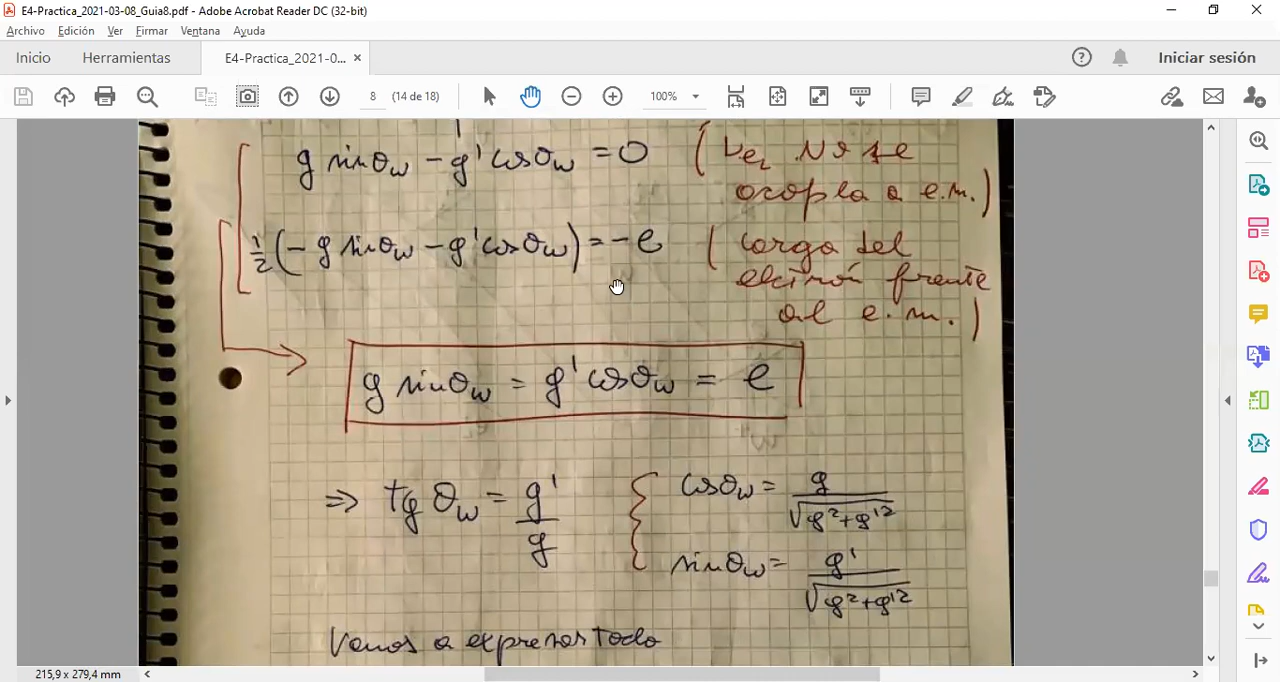 E4-Practica_2021-03-08_Guia8.pdf - Adobe Acrobat Reader DC (32-bit)
Archivo Edición Ver Firmar Ventana Ayuda
Inicio Herramientas E4-Practica_2021-0... × Iniciar sesión
8 (14 de 18) 100%
g sinθw - g' cosθw = 0 ( no se
acopla a e.m.)
1/2 (- g sinθw - g' cosθw) = - e ( carga del
electrón frente
al e.m.)
g sinθw = g' cosθw = e
⇒ tg θw = g'/g { cosθw = g/√(g²+g'²)
sinθw = g'/√(g²+g'²)
Vamos a expresar todo
215,9 x 279,4 mm